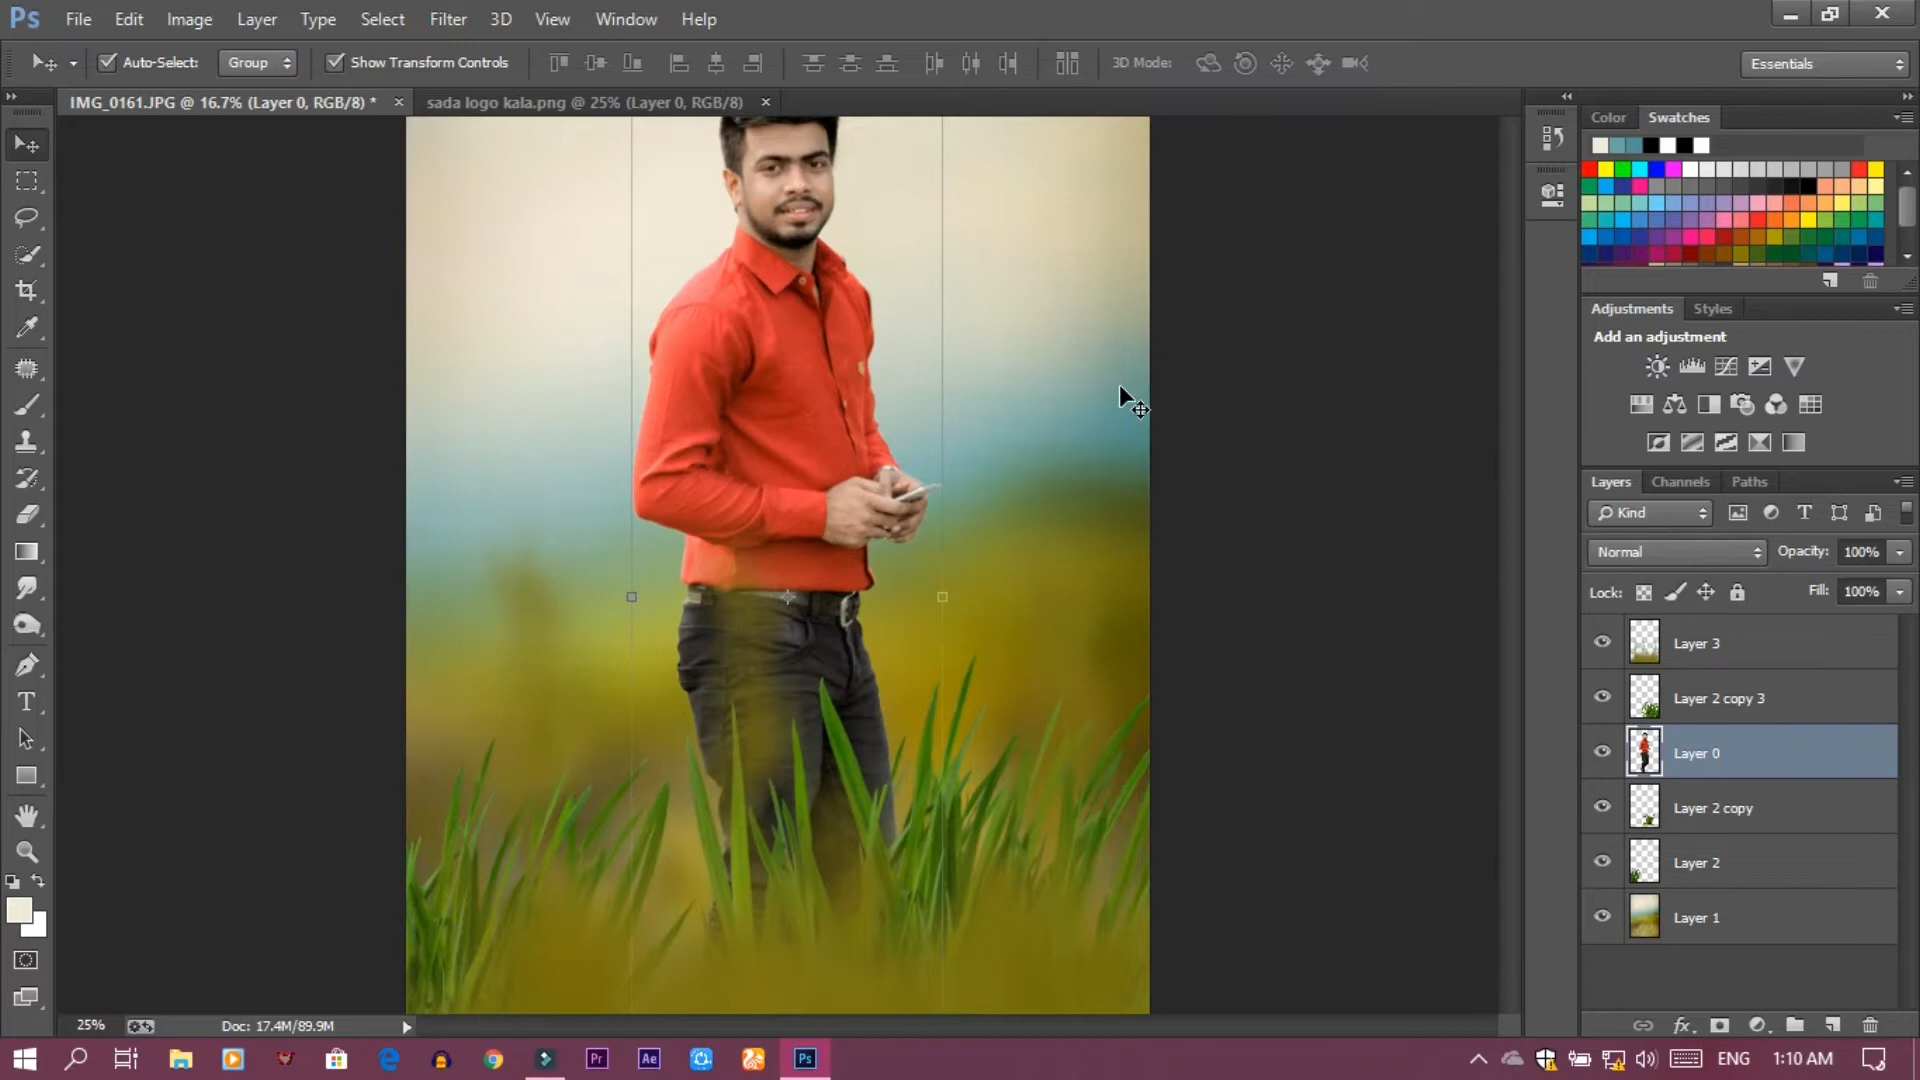 Ps File Edit Image Layer Type Select Filter 3D View Window Help
Auto-Select: Group Show Transform Controls 3D Mode: Essentials
IMG_0161.JPG @ 16.7% (Layer 0, RGB/8) * × sada logo kala.png @ 25% (Layer 0, RGB/8) ×
Color Swatches
Adjustments Styles
Add an adjustment
Layers Channels Paths
Kind
Normal Opacity: 100%
Lock: Fill: 100%
Layer 3
Layer 2 copy 3
Layer 0
Layer 2 copy
Layer 2
Layer 1
25% Doc: 17.4M/89.9M
fx
Pr Ae Ps ENG 1:10 AM